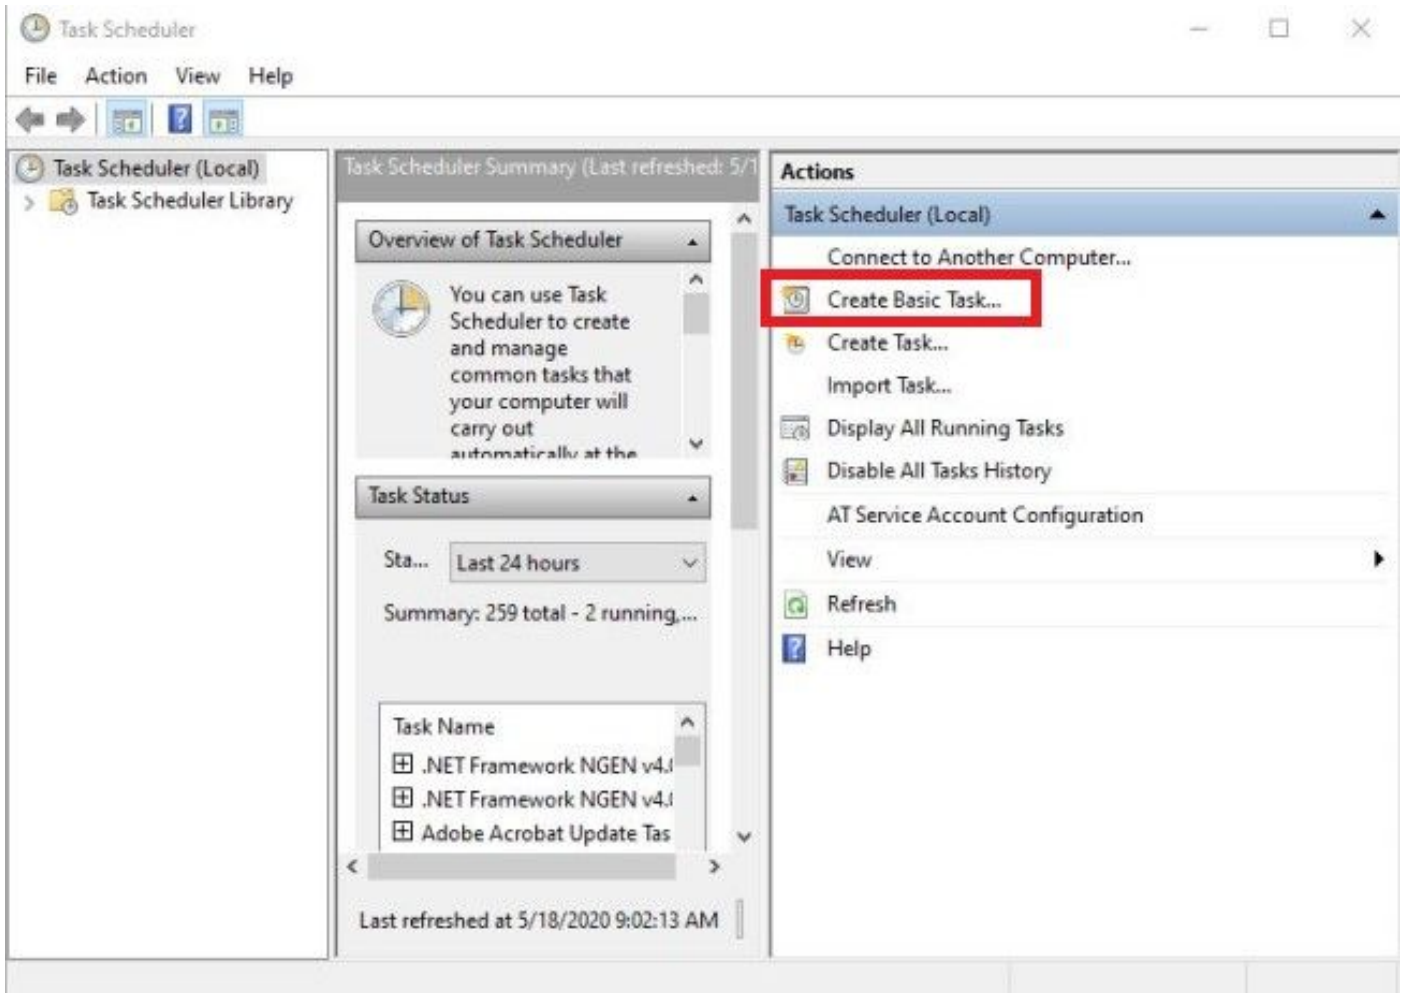 Task Scheduler
File Action View Help
Task Scheduler (Local)
Task Scheduler Library
Task Scheduler Summary (Last refreshed: 5/1
Overview of Task Scheduler
You can use Task
Scheduler to create
and manage
common tasks that
your computer will
carry out
automatically at the
Task Status
Sta... Last 24 hours
Summary: 259 total - 2 running,...
Task Name
.NET Framework NGEN v4.0
.NET Framework NGEN v4.0
Adobe Acrobat Update Tas
Last refreshed at 5/18/2020 9:02:13 AM
Actions
Task Scheduler (Local)
Connect to Another Computer...
Create Basic Task...
Create Task...
Import Task...
Display All Running Tasks
Disable All Tasks History
AT Service Account Configuration
View
Refresh
Help